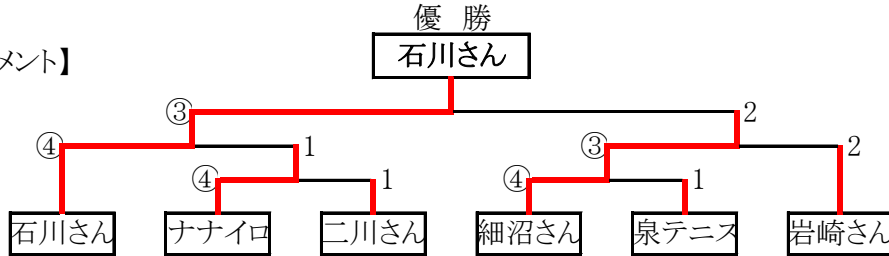 優 勝
石川さん
メント】
③ 2
④ 1 ③ 2
④ 1 ④ 1
石川さん ナナイロ 二川さん 細沼さん 泉テニス 岩崎さん